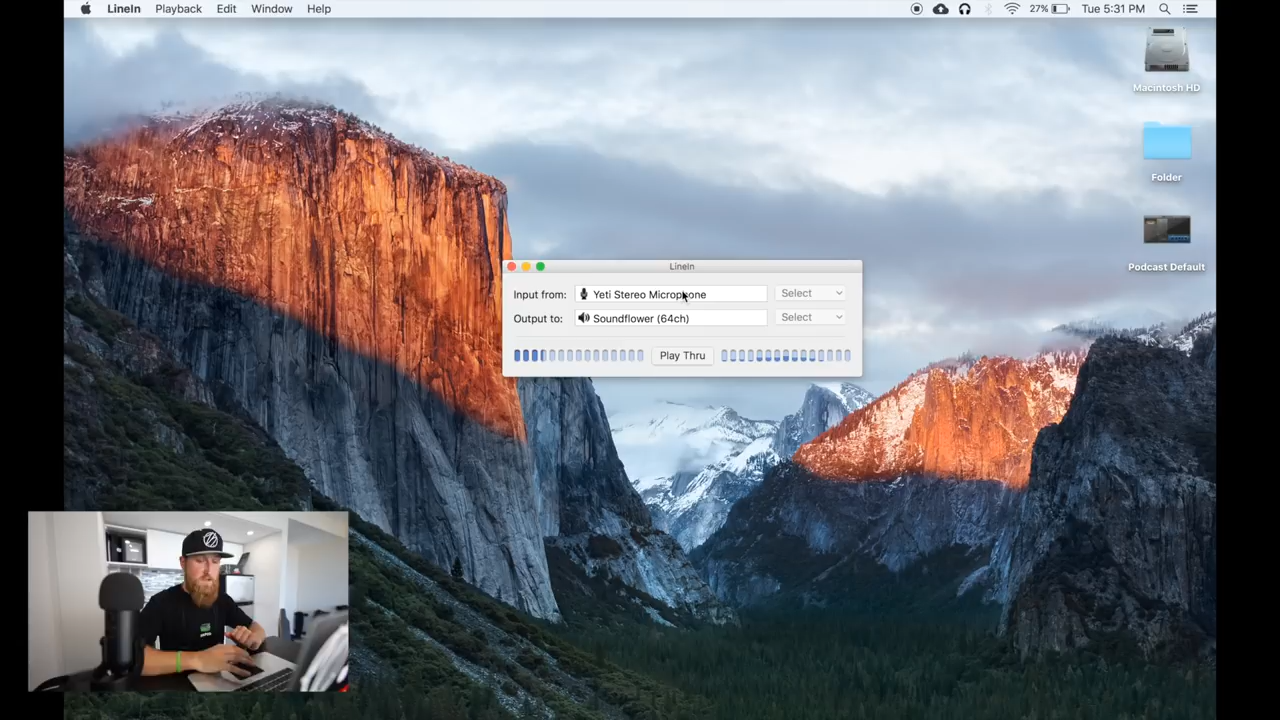 LineIn Playback Edit Window Help 27% Tue 5:31 PM
Macintosh HD
Folder
Podcast Default
LineIn
Input from: Yeti Stereo Microphone Select
Output to: Soundflower (64ch) Select
Play Thru